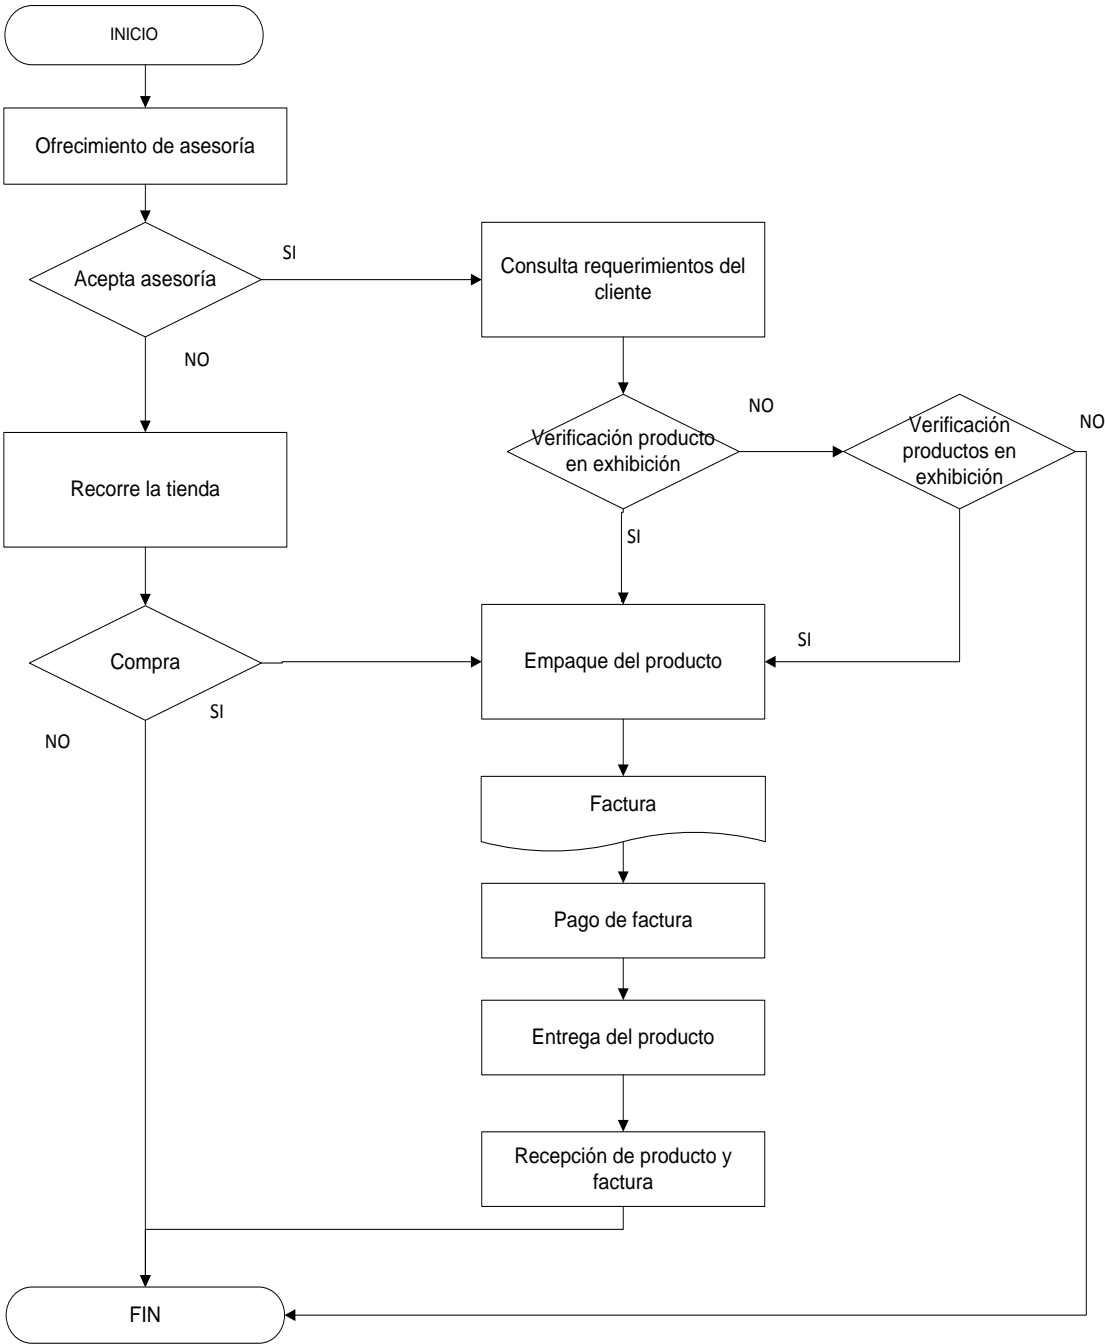 INICIO
Ofrecimiento de asesoría
Acepta asesoría
SI
Consulta requerimientos del
cliente
NO
Verificación producto
en exhibición
NO
Verificación
productos en
exhibición
NO
Recorre la tienda
SI
Compra
SI
NO
Empaque del producto
SI
Factura
Pago de factura
Entrega del producto
Recepción de producto y
factura
FIN